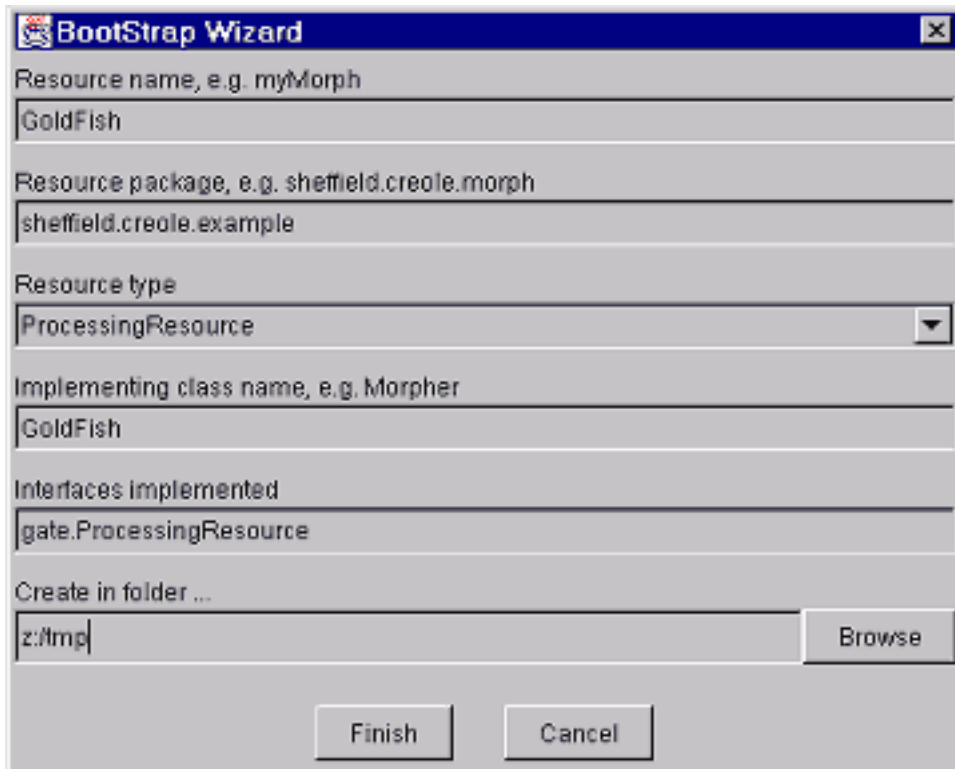 BootStrap Wizard
Resource name, e.g. myMorph
GoldFish
Resource package, e.g. sheffield.creole.morph
sheffield.creole.example
Resource type
ProcessingResource
Implementing class name, e.g. Morpher
GoldFish
Interfaces implemented
gate.ProcessingResource
Create in folder ...
z:/tmp
Browse
Finish
Cancel